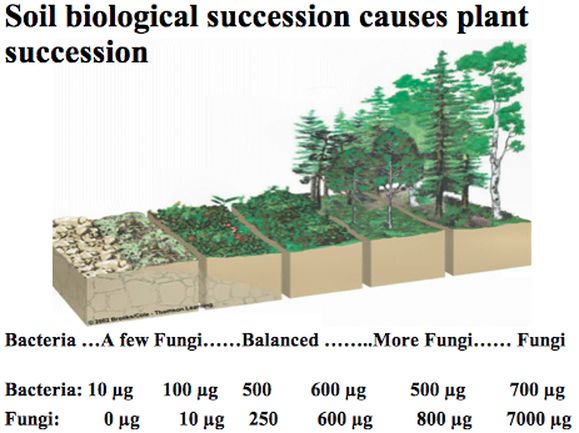 Soil biological succession causes plant
succession
© 2002 Brooks/Cole - Thomson Learning
Bacteria …A few Fungi……Balanced ……..More Fungi…… Fungi
Bacteria: 10 µg 100 µg 500 600 µg 500 µg 700 µg
Fungi: 0 µg 10 µg 250 600 µg 800 µg 7000 µg